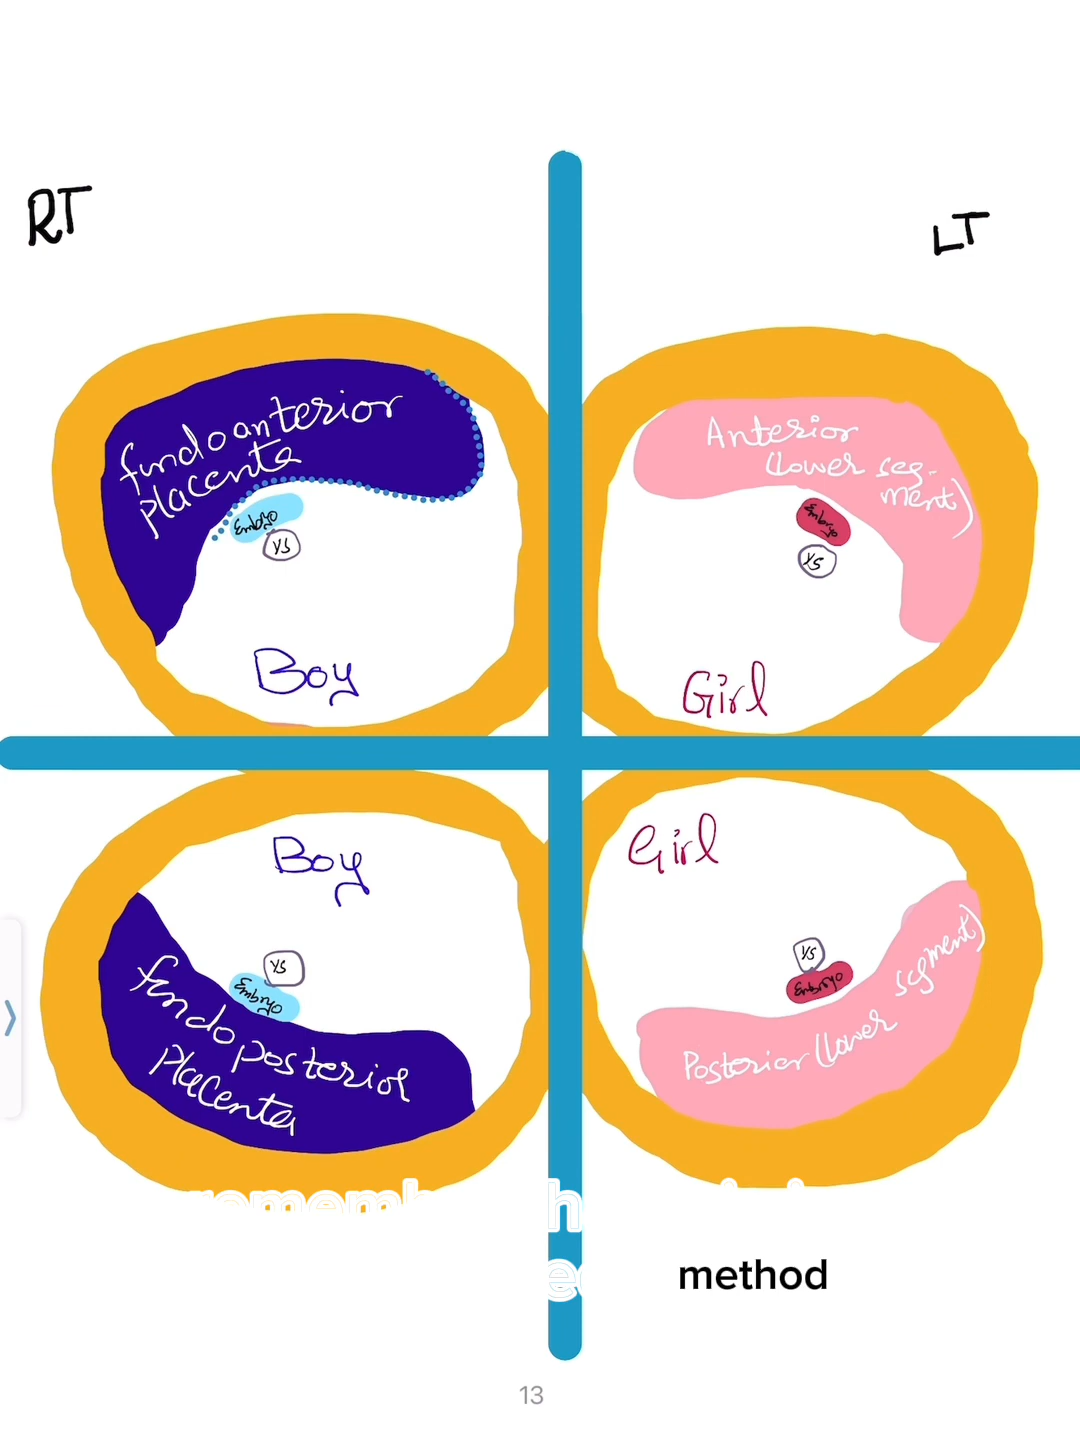 RT
LT
fundoanterior
placenta
Embryo
YS
Boy
Anterior
(lower seg-
ment)
Embryo
YS
Girl
Boy
YS
Embryo
fundoposterior
placenta
Girl
YS
Embryo
Posterior (lower
segment)
method
13